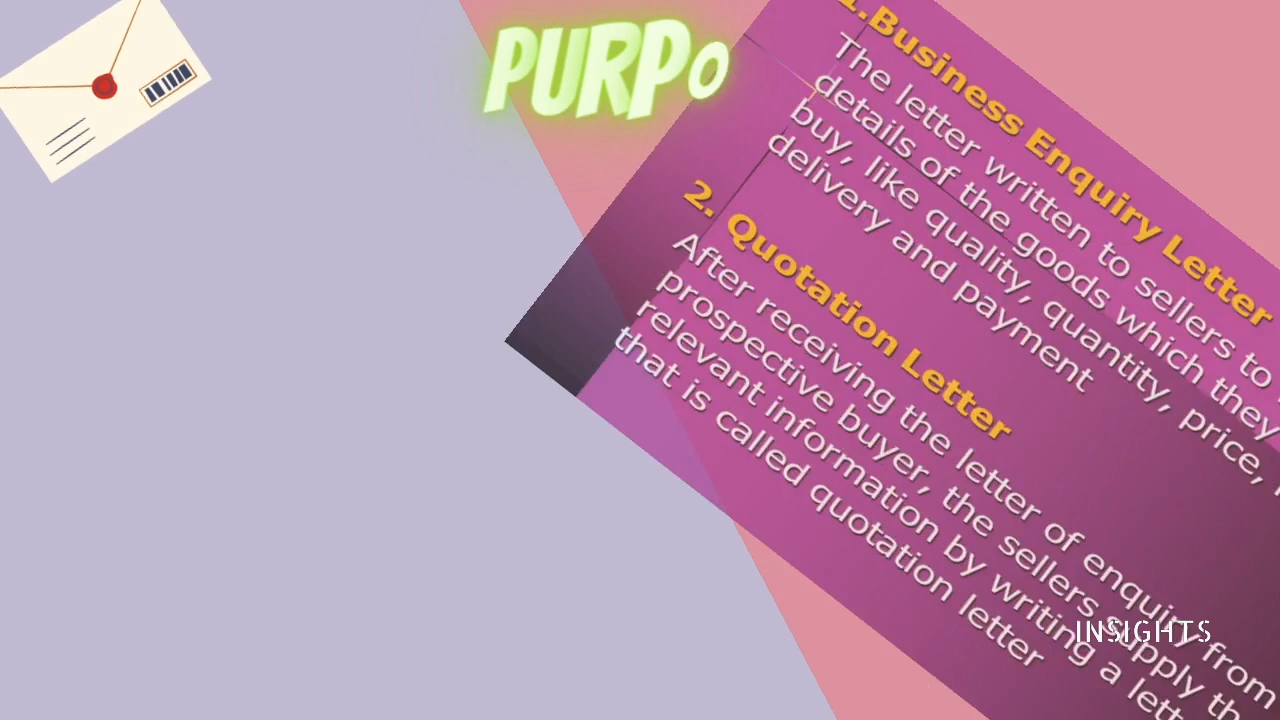 PURPo
1.Business Enquiry Letter
The letter written to sellers to
details of the goods which they
buy, like quality, quantity, price,
delivery and payment
2. Quotation Letter
After receiving the letter of enquiry from
prospective buyer, the sellers supply
relevant information by writing a
that is called quotation letter
INSIGHTS